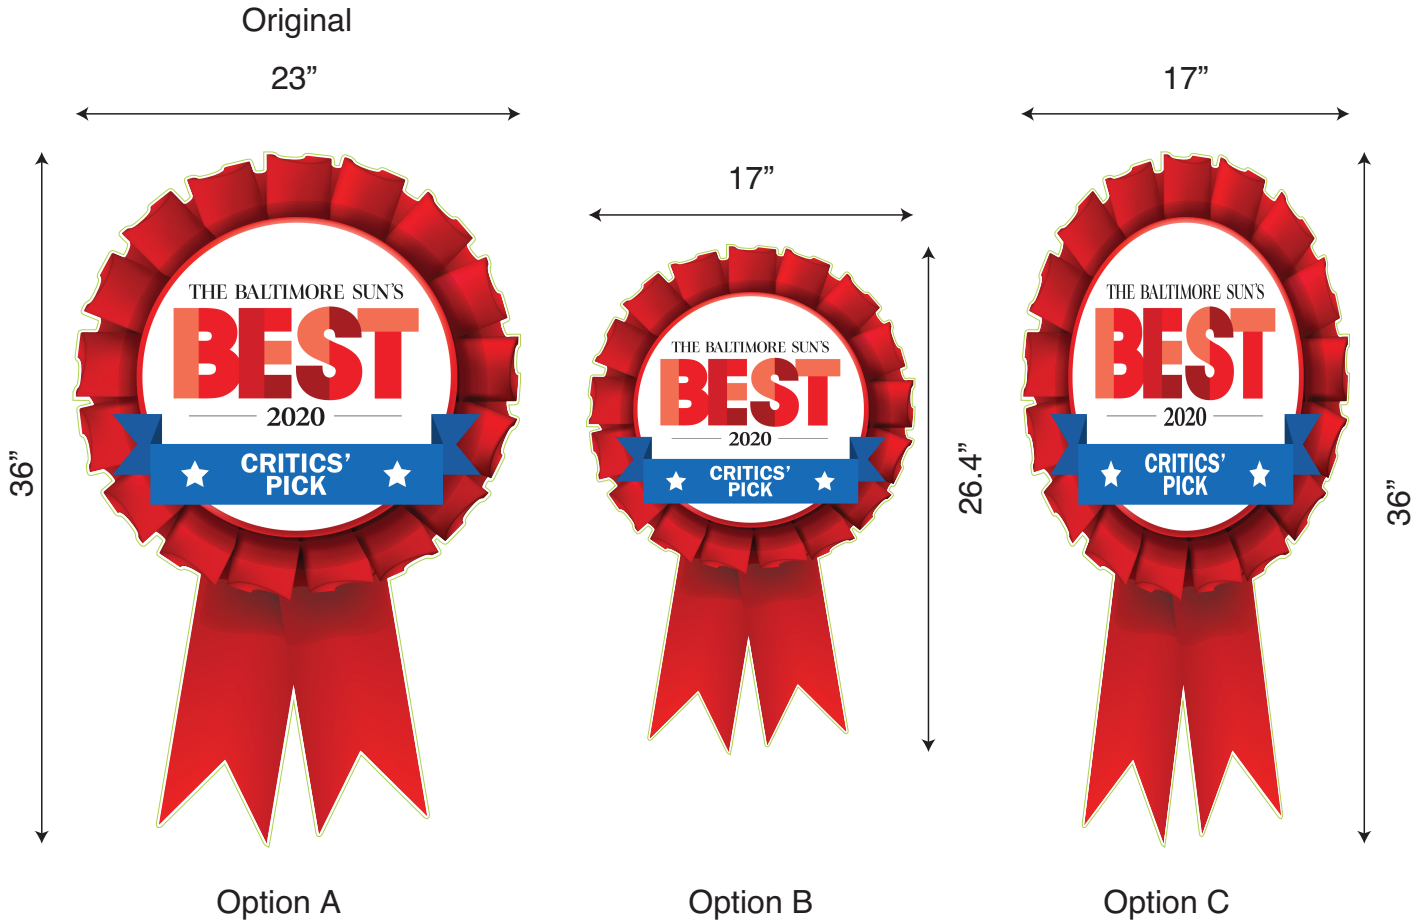 Original
23”
36”
THE BALTIMORE SUN’S
BEST
2020
CRITICS’
PICK
Option A
17”
26.4”
THE BALTIMORE SUN’S
BEST
2020
CRITICS’
PICK
Option B
17”
36”
THE BALTIMORE SUN’S
BEST
2020
CRITICS’
PICK
Option C